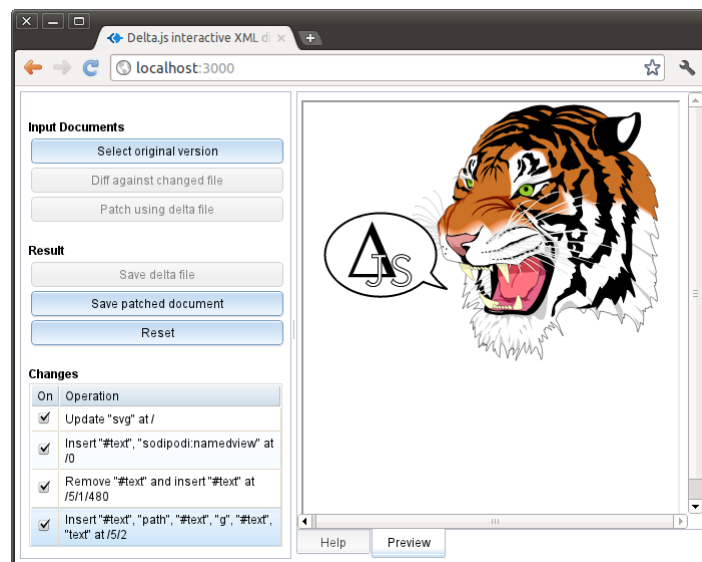 Delta.js interactive XML di
localhost:3000
Input Documents
Select original version
Diff against changed file
Patch using delta file
Result
Save delta file
Save patched document
Reset
Changes
On Operation
Update "svg" at /
Insert "#text", "sodipodi:namedview" at
/0
Remove "#text" and insert "#text" at
/5/1/480
Insert "#text", "path", "#text", "g", "#text",
"text" at /5/2
Δ
JS
Help Preview